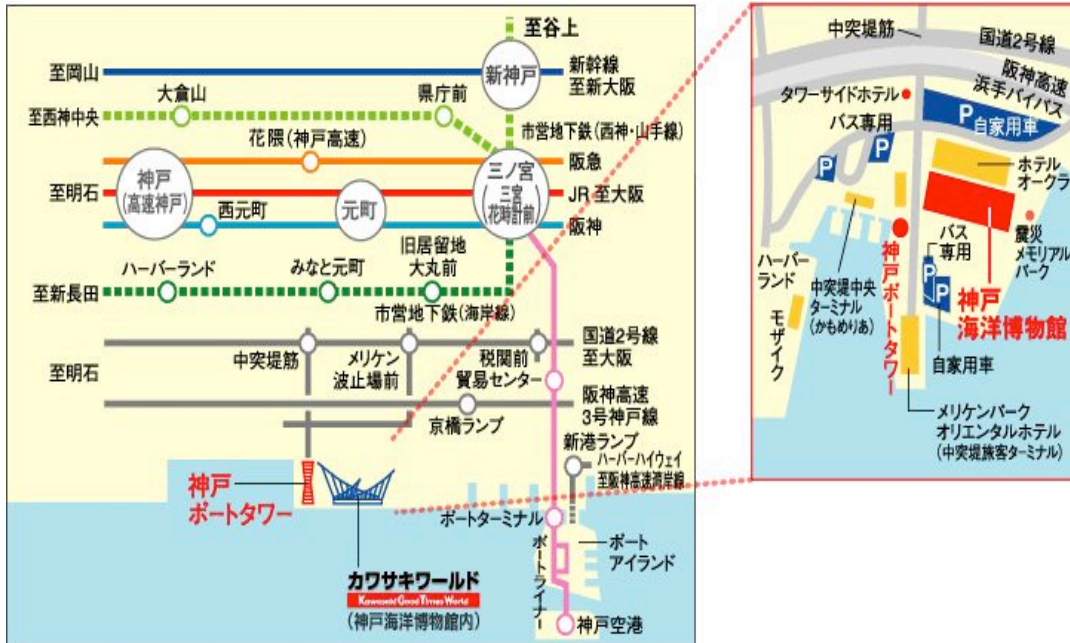 至谷上
至岡山
新神戸
新幹線
至新大阪
大倉山
県庁前
至西神中央
市営地下鉄(西神・山手線)
花隈(神戸高速)
阪急
神戸
(高速神戸)
至明石
元町
三ノ宮
(三宮
花時計前)
JR 至大阪
西元町
阪神
ハーバーランド
みなと元町
旧居留地
大丸前
至新長田
市営地下鉄(海岸線)
国道2号線
至大阪
中突堤筋
メリケン
波止場前
税関前
貿易センター
至明石
阪神高速
3号神戸線
京橋ランプ
新港ランプ
ハーバーハイウェイ
至阪神高速湾岸線
神戸
ポートタワー
ポートターミナル
ポート
アイランド
ポートライナー
カワサキワールド
Kawasaki Good Times World
(神戸海洋博物館内)
神戸空港
中突堤筋
国道2号線
阪神高速
浜手バイパス
タワーサイドホテル
P自家用車
バス専用
P
P
ホテル
オークラ
震災
メモリアル
パーク
バス
専用
P
P
ハーバー
ランド
中突堤中央
ターミナル
(かもめりあ)
神戸ポートタワー
神戸
海洋博物館
モザイク
自家用車
メリケンパーク
オリエンタルホテル
(中突堤旅客ターミナル)